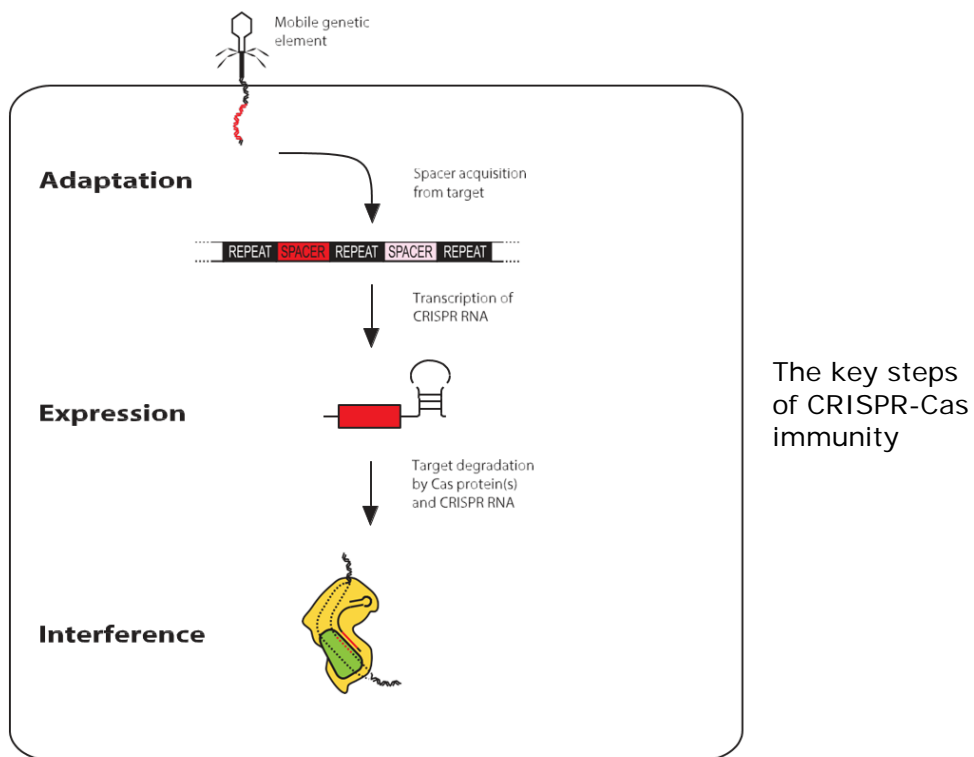 Mobile genetic
element
Adaptation
Spacer acquisition
from target
REPEAT SPACER REPEAT SPACER REPEAT
Transcription of
CRISPR RNA
Expression
The key steps
of CRISPR-Cas
immunity
Target degradation
by Cas protein(s)
and CRISPR RNA
Interference